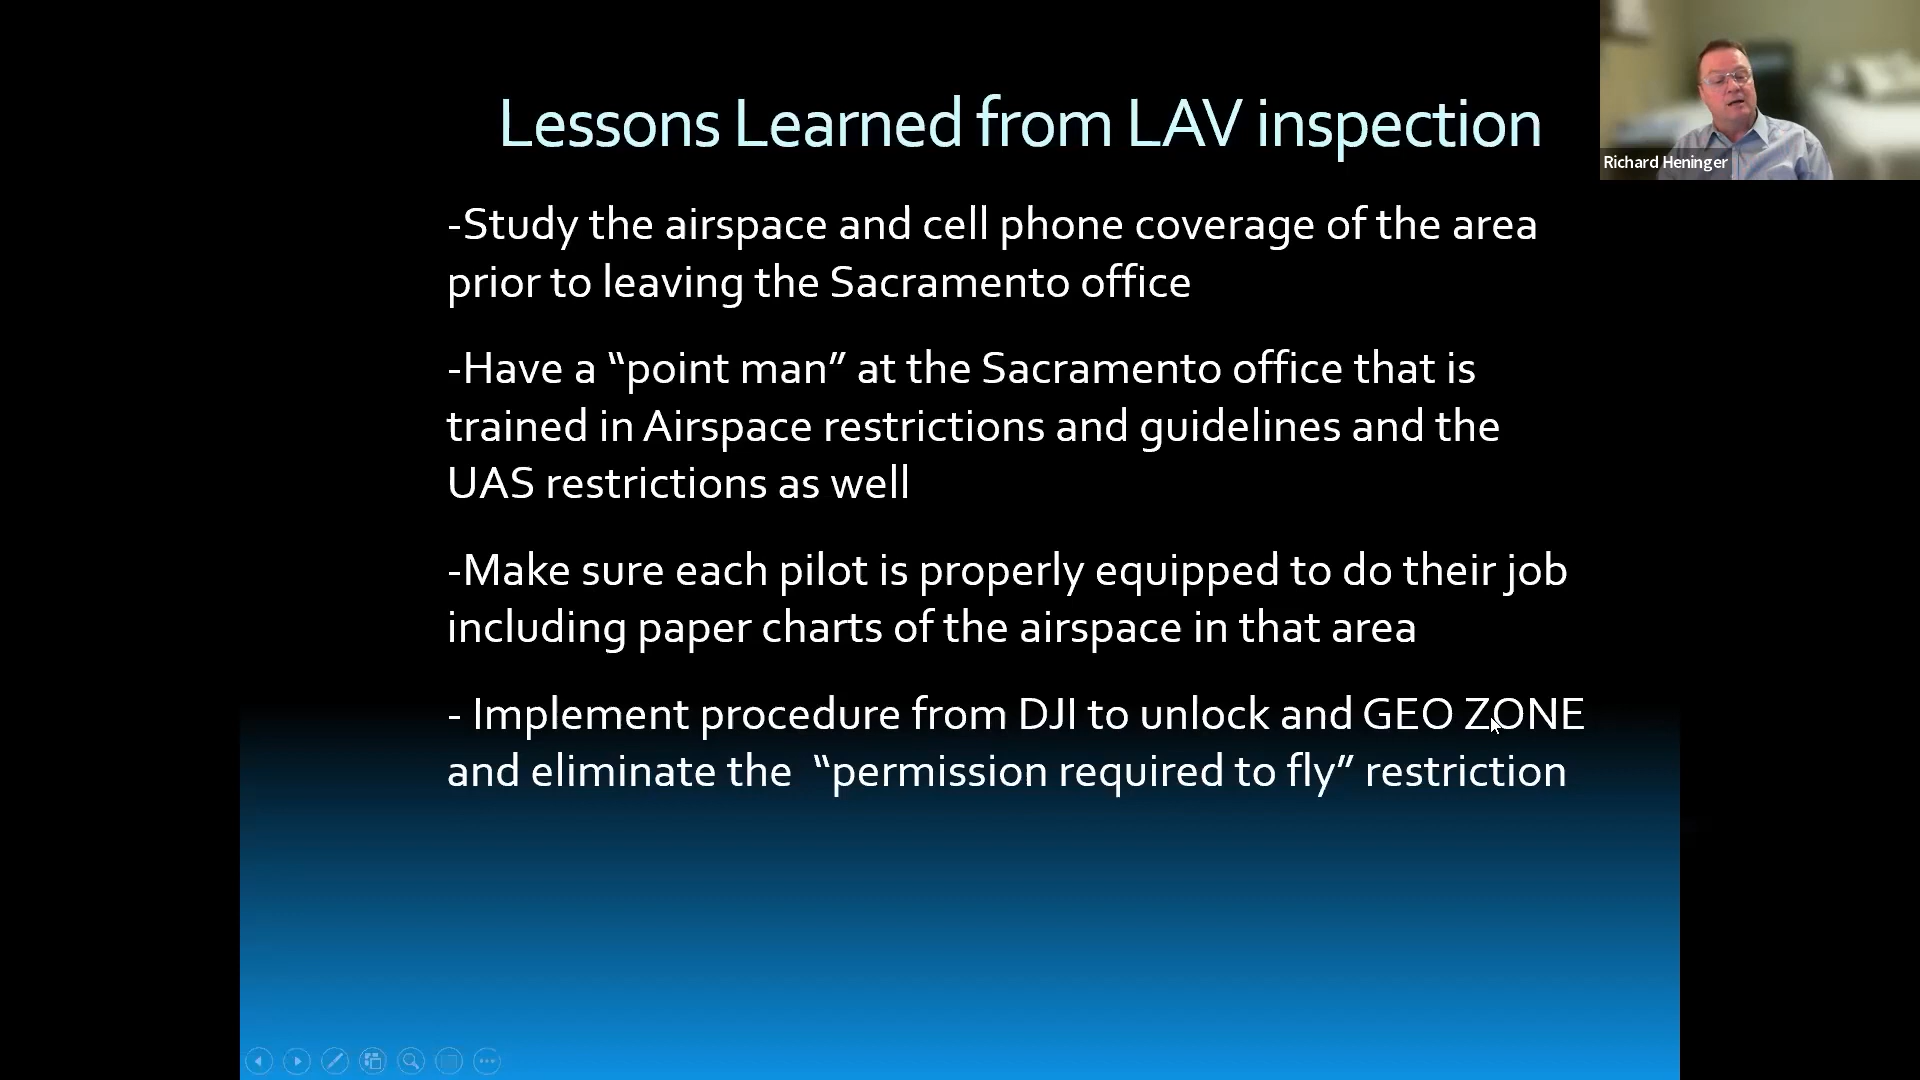 Lessons Learned from LAV inspection
Richard Heninger
-Study the airspace and cell phone coverage of the area
prior to leaving the Sacramento office
-Have a “point man” at the Sacramento office that is
trained in Airspace restrictions and guidelines and the
UAS restrictions as well
-Make sure each pilot is properly equipped to do their job
including paper charts of the airspace in that area
- Implement procedure from DJI to unlock and GEO ZONE
and eliminate the “permission required to fly” restriction